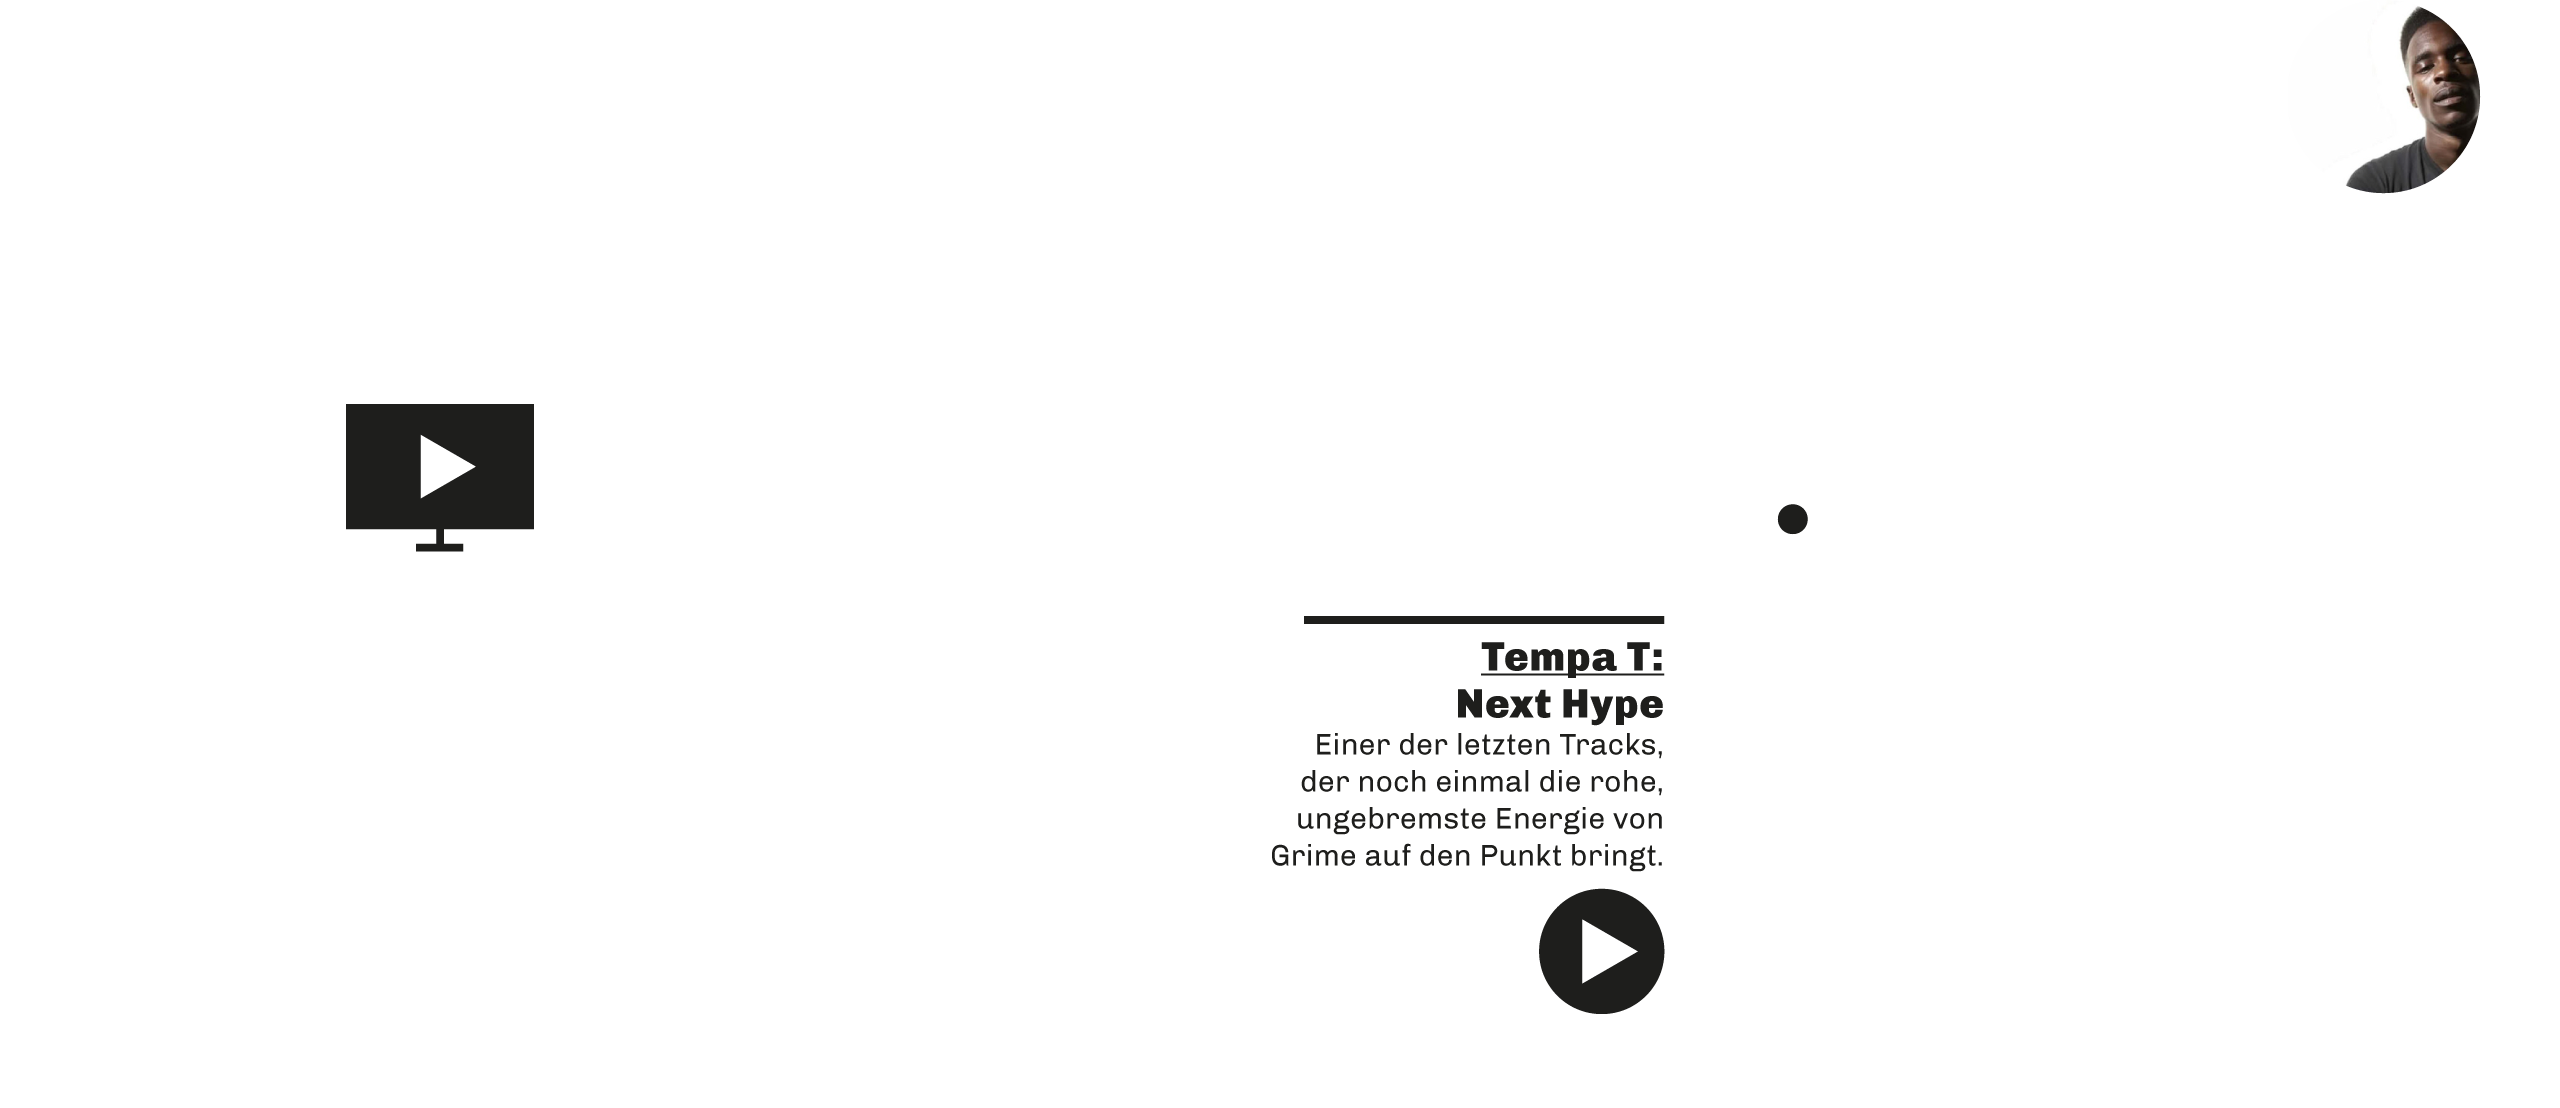 Tempa T:
Next Hype
Einer der letzten Tracks,
der noch einmal die rohe,
ungebremste Energie von
Grime auf den Punkt bringt.